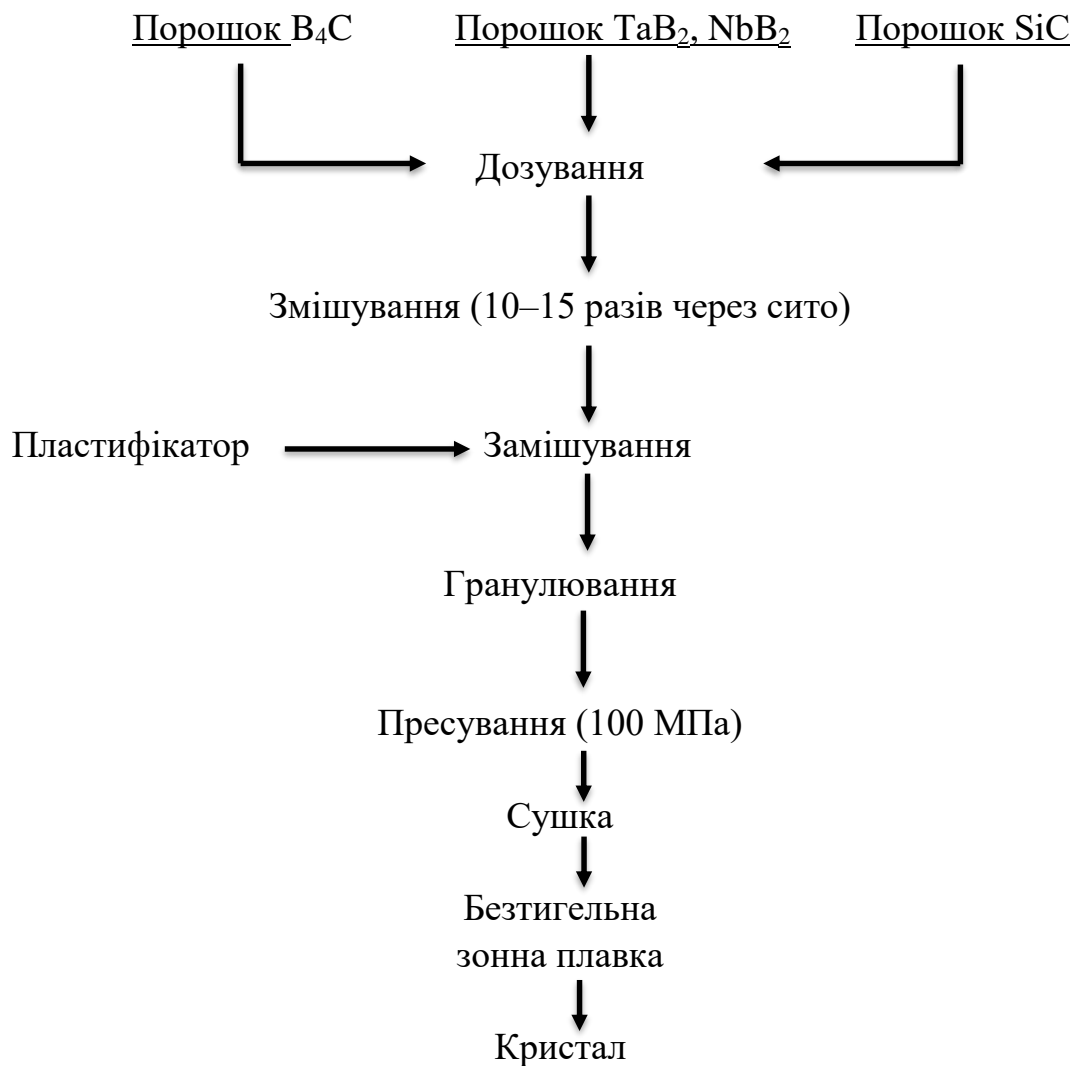 Порошок B₄C Порошок TaB₂, NbB₂ Порошок SiC
Дозування
Змішування (10–15 разів через сито)
Пластифікатор Замішування
Гранулювання
Пресування (100 МПа)
Сушка
Безтигельна
зонна плавка
Кристал